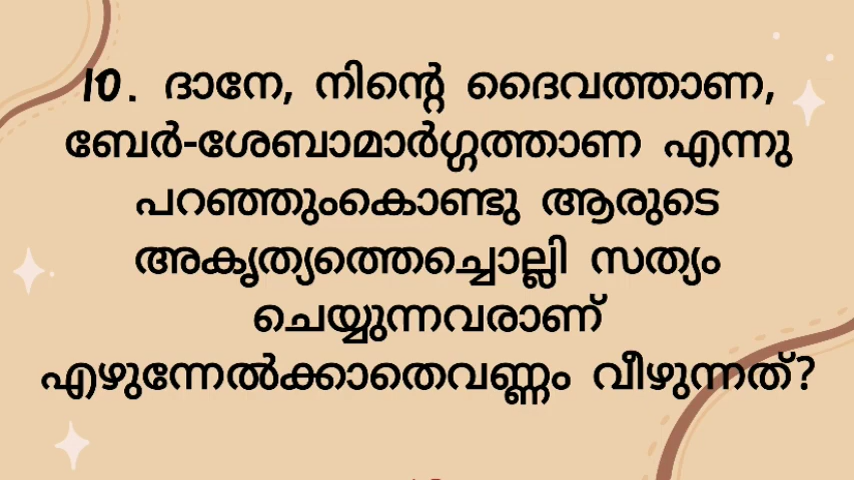 10. ദാനേ, നിന്റെ ദൈവത്താണ,
ബേർ-ശേബാമാർഗ്ഗത്താണ എന്നു
പറഞ്ഞുംകൊണ്ടു ആരുടെ
അകൃത്യത്തെച്ചൊല്ലി സത്യം
ചെയ്യുന്നവരാണ്
എഴുന്നേൽക്കാതെവണ്ണം വീഴുന്നത്?